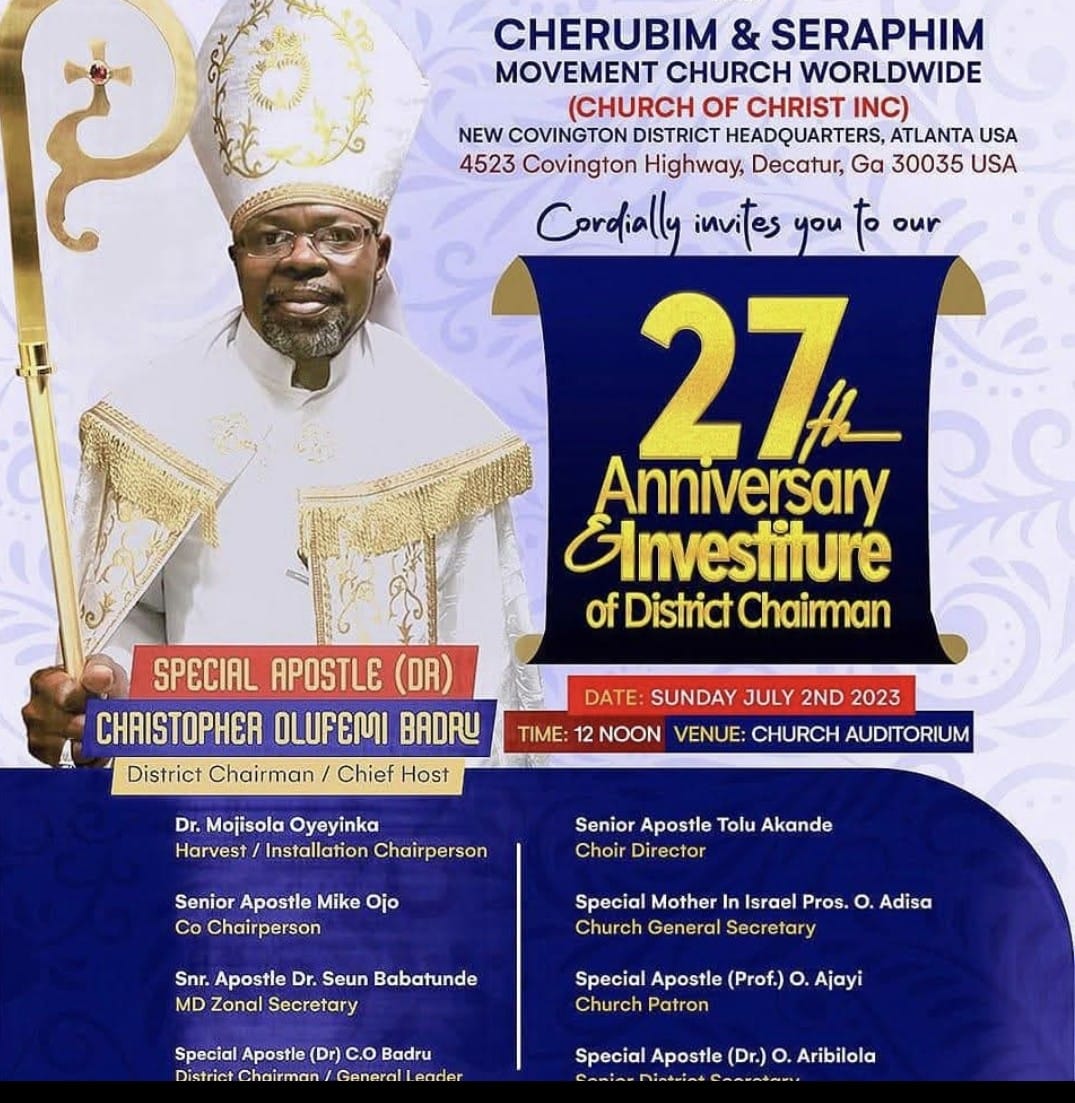 CHERUBIM & SERAPHIM
MOVEMENT CHURCH WORLDWIDE
(CHURCH OF CHRIST INC)
NEW COVINGTON DISTRICT HEADQUARTERS, ATLANTA USA
4523 Covington Highway, Decatur, Ga 30035 USA
Cordially invites you to our
27th
Anniversary
& Investiture
of District Chairman
SPECIAL APOSTLE (DR)
CHRISTOPHER OLUFEMI BADRU
District Chairman / Chief Host
DATE: SUNDAY JULY 2ND 2023
TIME: 12 NOON VENUE: CHURCH AUDITORIUM
Dr. Mojisola Oyeyinka
Harvest / Installation Chairperson
Senior Apostle Mike Ojo
Co Chairperson
Snr. Apostle Dr. Seun Babatunde
MD Zonal Secretary
Special Apostle (Dr) C.O Badru
District Chairman / General Leader
Senior Apostle Tolu Akande
Choir Director
Special Mother In Israel Pros. O. Adisa
Church General Secretary
Special Apostle (Prof.) O. Ajayi
Church Patron
Special Apostle (Dr.) O. Aribilola
Senior District Secretary